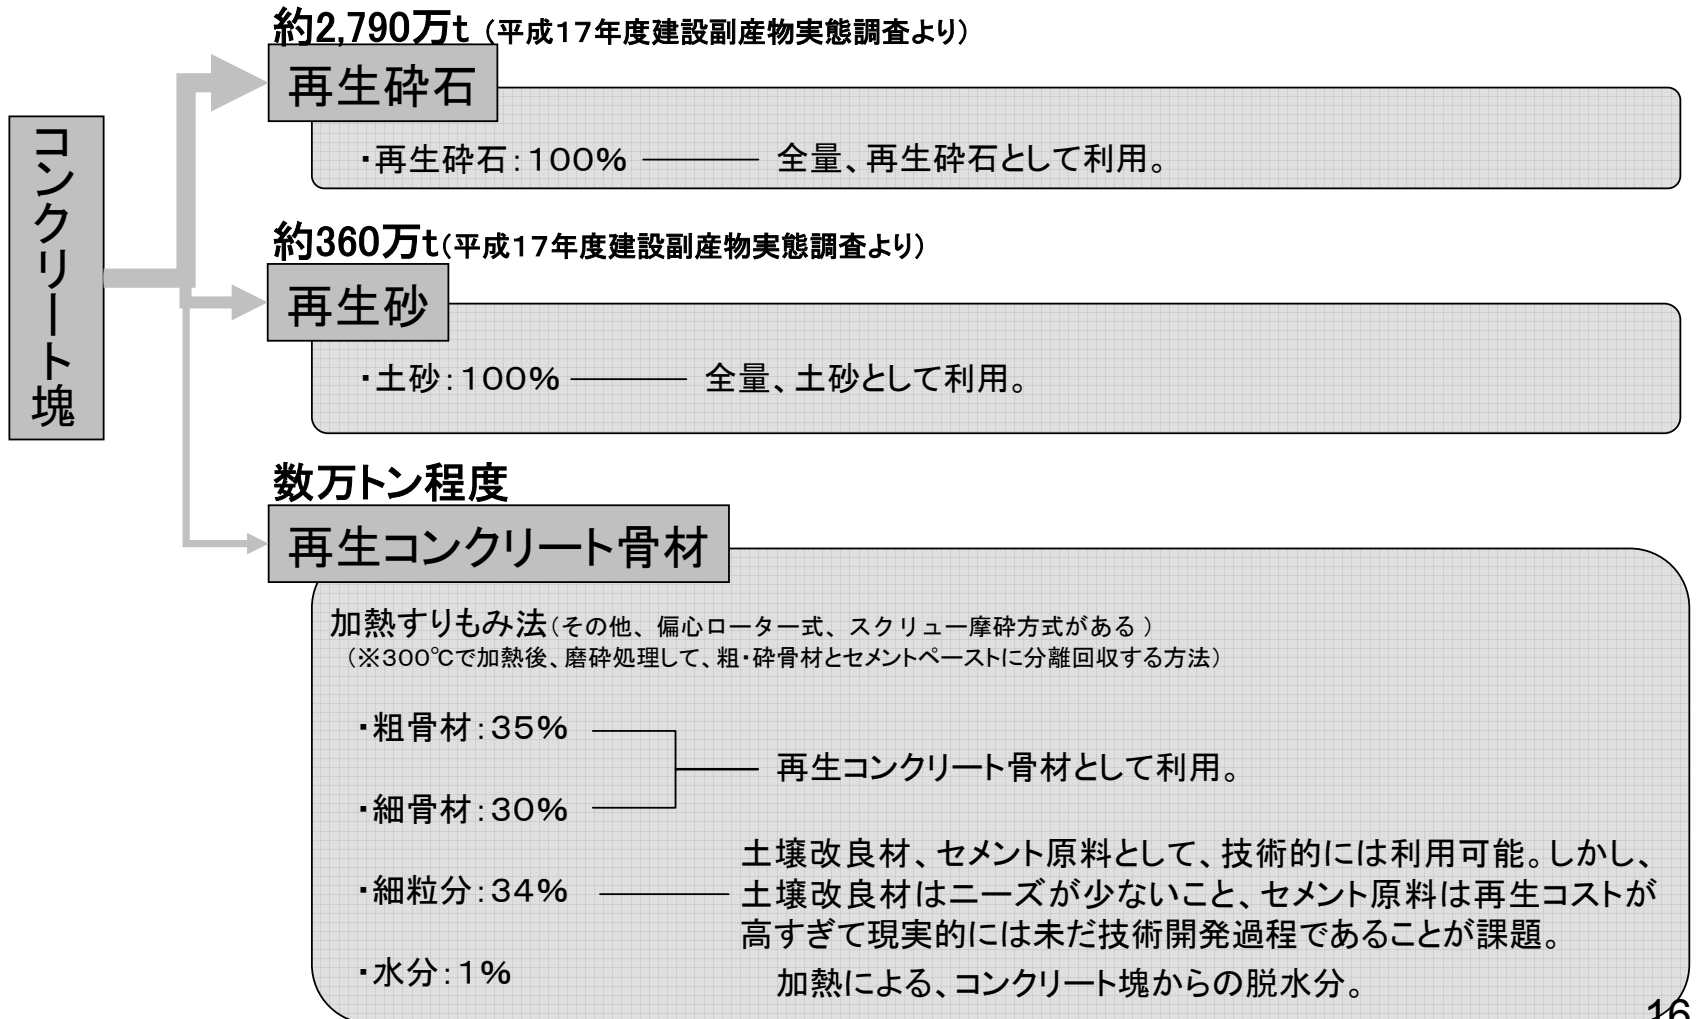 コンクリート塊
約2,790万t（平成１７年度建設副産物実態調査より）
再生砕石
・再生砕石：１００％ 全量、再生砕石として利用。
約360万t（平成１７年度建設副産物実態調査より）
再生砂
・土砂：１００％ 全量、土砂として利用。
数万トン程度
再生コンクリート骨材
加熱すりもみ法（その他、偏心ローター式、スクリュー摩砕方式がある）
（※３００℃で加熱後、磨砕処理して、粗・砕骨材とセメントペーストに分離回収する方法）
・粗骨材：３５％
再生コンクリート骨材として利用。
・細骨材：３０％
土壌改良材、セメント原料として、技術的には利用可能。しかし、
・細粒分：３４％ 土壌改良材はニーズが少ないこと、セメント原料は再生コストが
高すぎて現実的には未だ技術開発過程であることが課題。
・水分：１％ 加熱による、コンクリート塊からの脱水分。
16